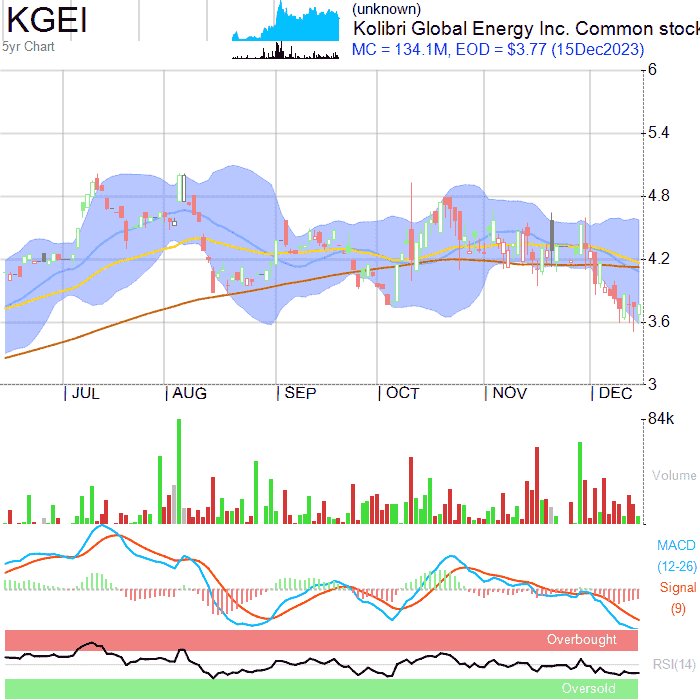 KGEI
5yr Chart
(unknown)
Kolibri Global Energy Inc. Common stock
MC = 134.1M, EOD = $3.77 (15Dec2023)
6
5.4
4.8
4.2
3.6
3
JUL AUG SEP OCT NOV DEC
84k
Volume
MACD
(12-26)
Signal
(9)
Overbought
RSI(14)
Oversold